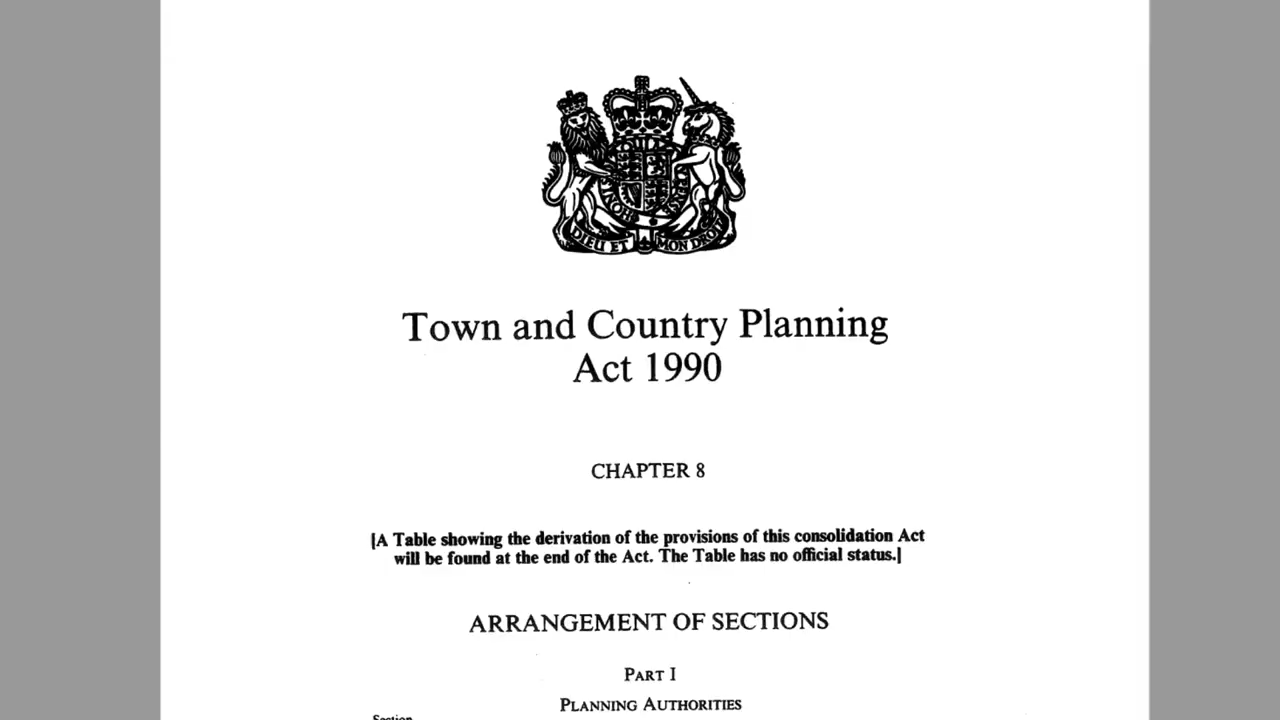 DIEU ET MON DROIT
Town and Country Planning
Act 1990
CHAPTER 8
[A Table showing the derivation of the provisions of this consolidation Act
will be found at the end of the Act. The Table has no official status.]
ARRANGEMENT OF SECTIONS
PART I
PLANNING AUTHORITIES
Section